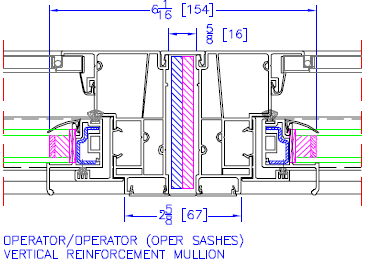 6 1/16 [154]
5/8 [16]
2 5/8 [67]
OPERATOR/OPERATOR (OPER SASHES)
VERTICAL REINFORCEMENT MULLION